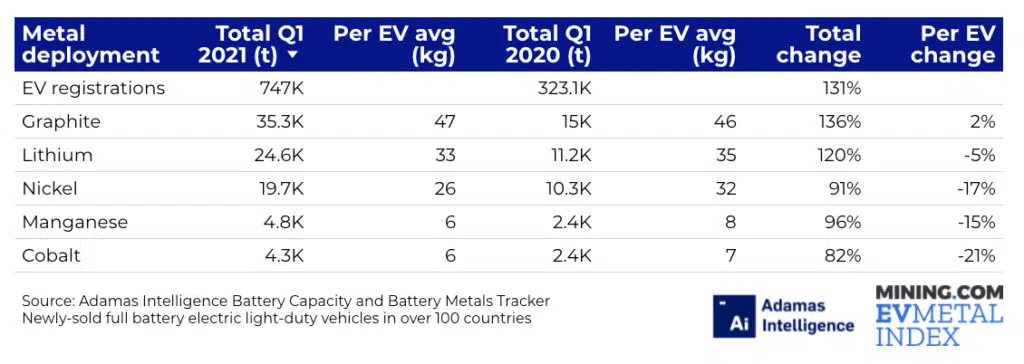 Metal deployment Total Q1 2021 (t) ▼ Per EV avg (kg) Total Q1 2020 (t) Per EV avg (kg) Total change Per EV change
EV registrations 747K 323.1K 131%
Graphite 35.3K 47 15K 46 136% 2%
Lithium 24.6K 33 11.2K 35 120% -5%
Nickel 19.7K 26 10.3K 32 91% -17%
Manganese 4.8K 6 2.4K 8 96% -15%
Cobalt 4.3K 6 2.4K 7 82% -21%
Source: Adamas Intelligence Battery Capacity and Battery Metals Tracker
Newly-sold full battery electric light-duty vehicles in over 100 countries
Ai
Adamas
Intelligence
MINING.COM
EVMETAL
INDEX